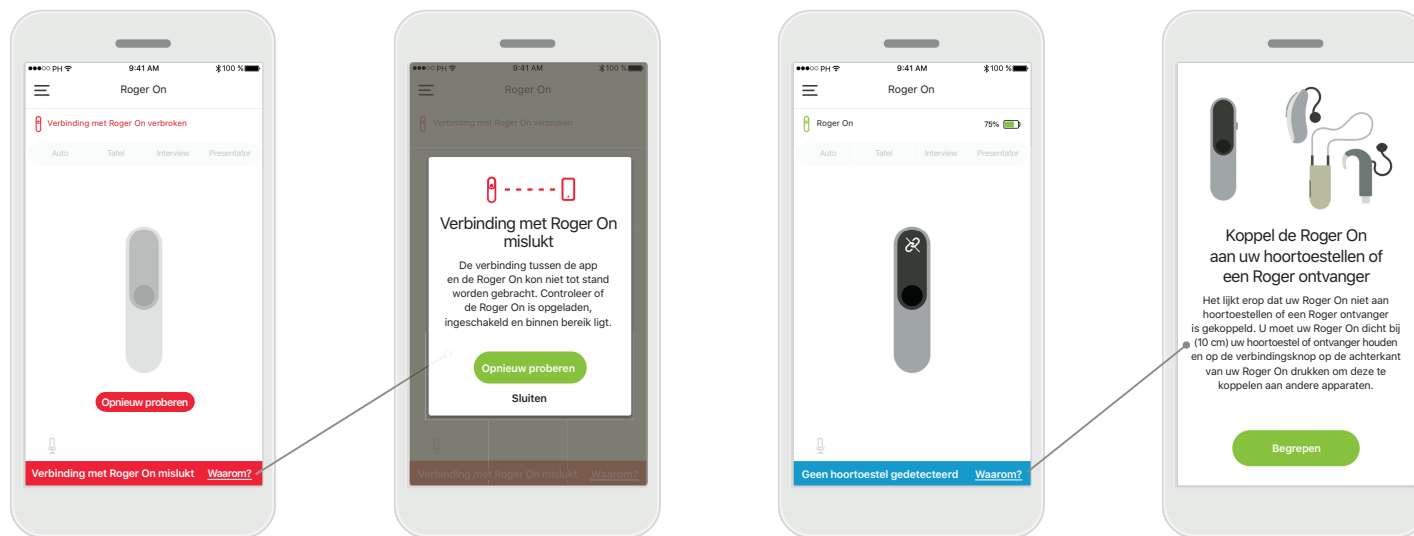 PH 9:41 AM 100 %
Roger On
Verbinding met Roger On verbroken
Auto Tafel Interview Presentator
Opnieuw proberen
Verbinding met Roger On mislukt Waarom?
PH 9:41 AM 100 %
Roger On
Verbinding met Roger On verbroken
Verbinding met Roger On
mislukt
De verbinding tussen de app
en de Roger On kon niet tot stand
worden gebracht. Controleer of
de Roger On is opgeladen,
ingeschakeld en binnen bereik ligt.
Opnieuw proberen
Sluiten
Verbinding met Roger On mislukt Waarom?
PH 9:41 AM 100 %
Roger On
Roger On 75%
Auto Tafel Interview Presentator
Geen hoortoestel gedetecteerd Waarom?
Koppel de Roger On
aan uw hoortoestellen of
een Roger ontvanger
Het lijkt erop dat uw Roger On niet aan
hoortoestellen of een Roger ontvanger
is gekoppeld. U moet uw Roger On dicht bij
(10 cm) uw hoortoestel of ontvanger houden
en op de verbindingsknop op de achterkant
van uw Roger On drukken om deze te
koppelen aan andere apparaten.
Begrepen